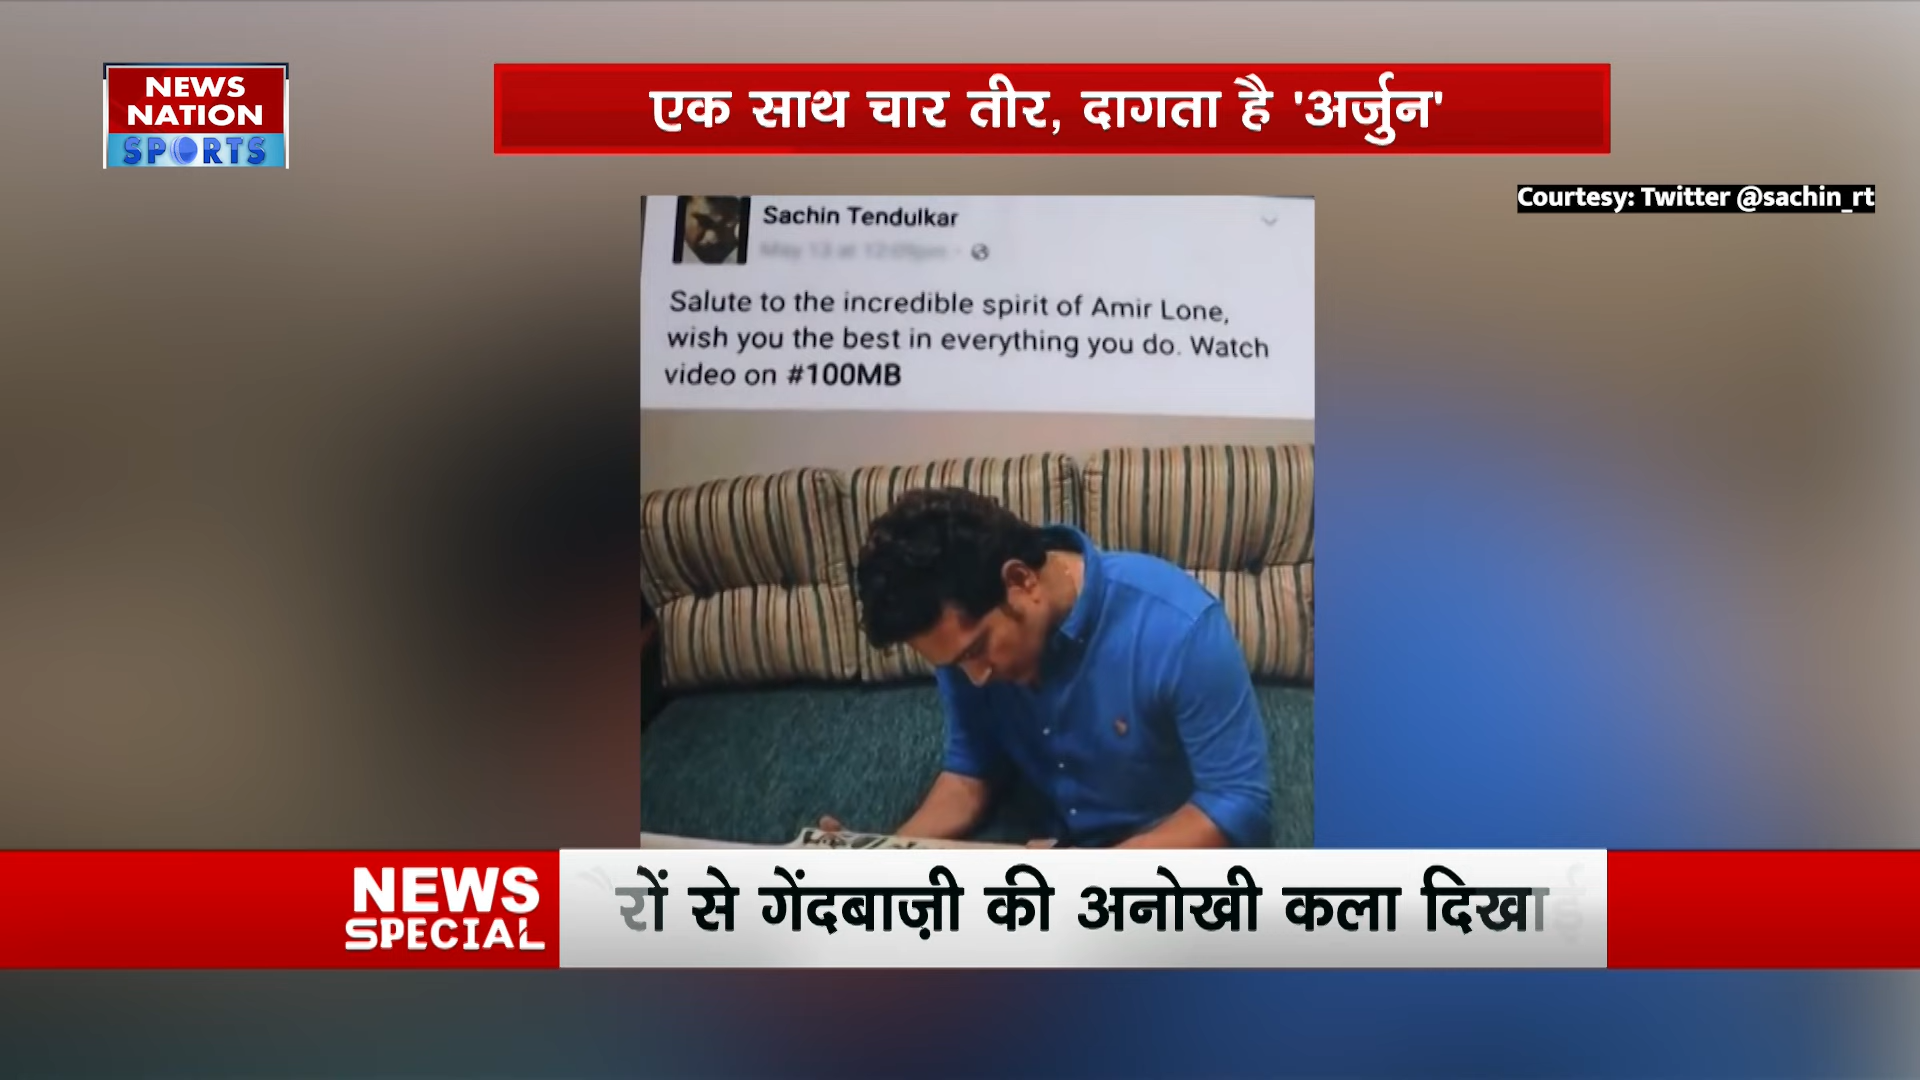 NEWS
NATION
SPORTS
एक साथ चार तीर, दागता है 'अर्जुन'
Courtesy: Twitter @sachin_rt
Sachin Tendulkar
Salute to the incredible spirit of Amir Lone,
wish you the best in everything you do. Watch
video on #100MB
NEWS
SPECIAL
रों से गेंदबाज़ी की अनोखी कला दिखाई